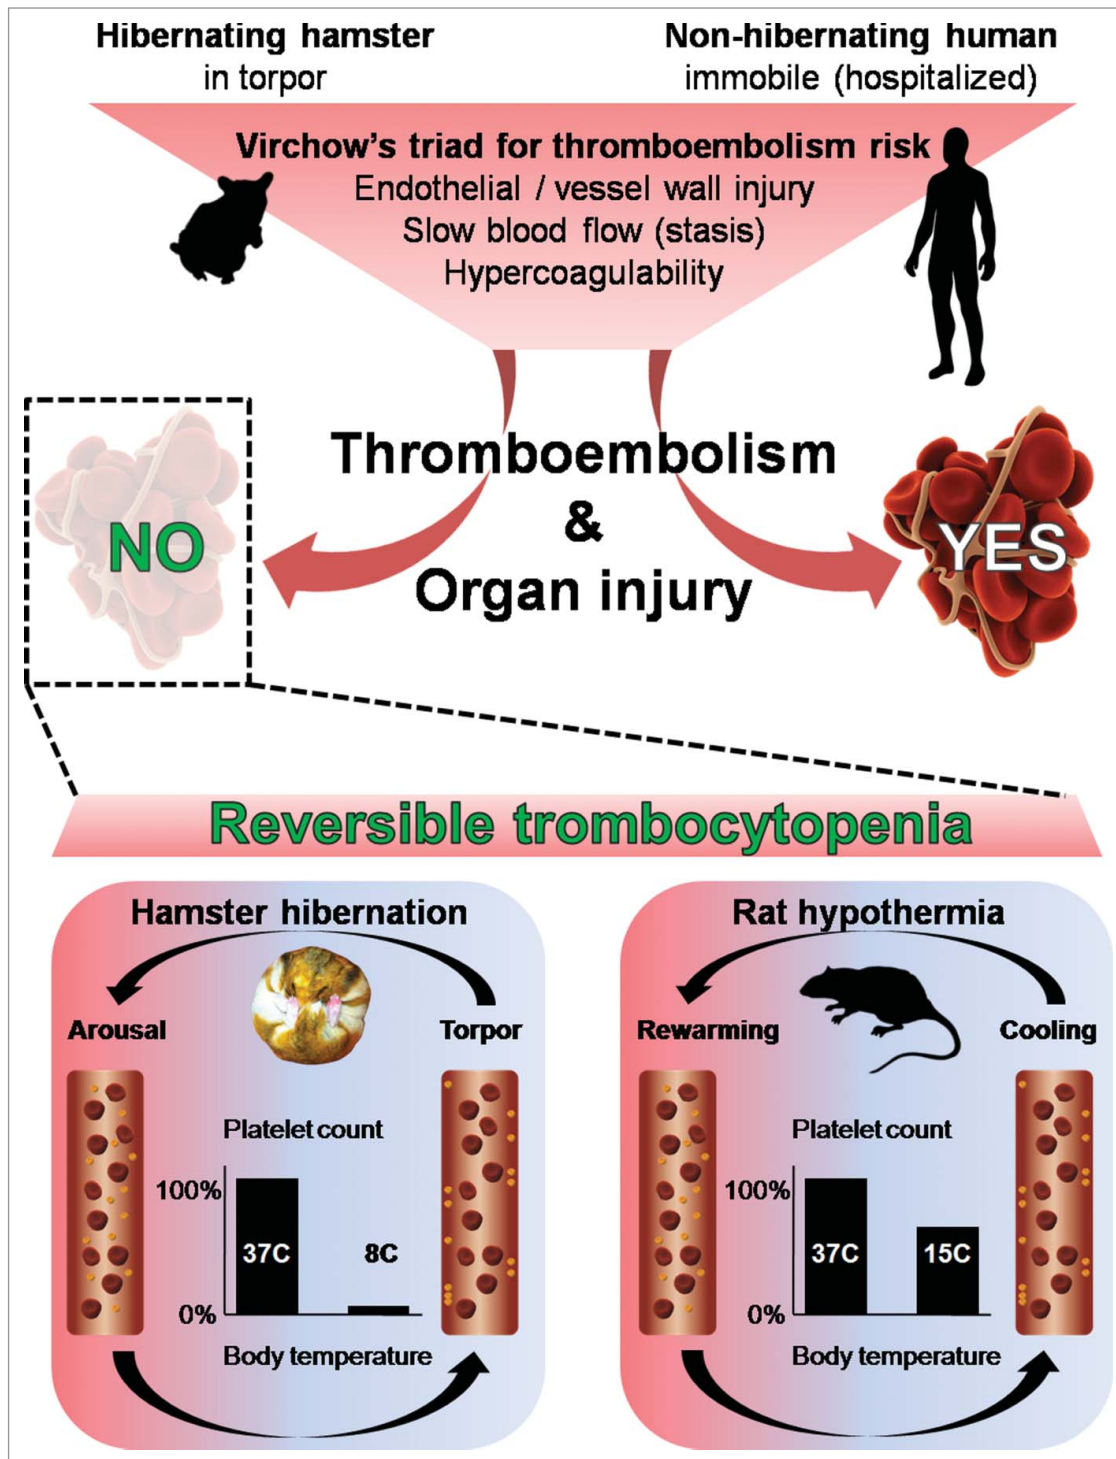 Hibernating hamster
in torpor
Non-hibernating human
immobile (hospitalized)
Virchow's triad for thromboembolism risk
Endothelial / vessel wall injury
Slow blood flow (stasis)
Hypercoagulability
NO
Thromboembolism
&
Organ injury
YES
Reversible trombocytopenia
Hamster hibernation
Arousal
Torpor
Platelet count
100%
37C
8C
0%
Body temperature
Rat hypothermia
Rewarming
Cooling
Platelet count
100%
37C
15C
0%
Body temperature